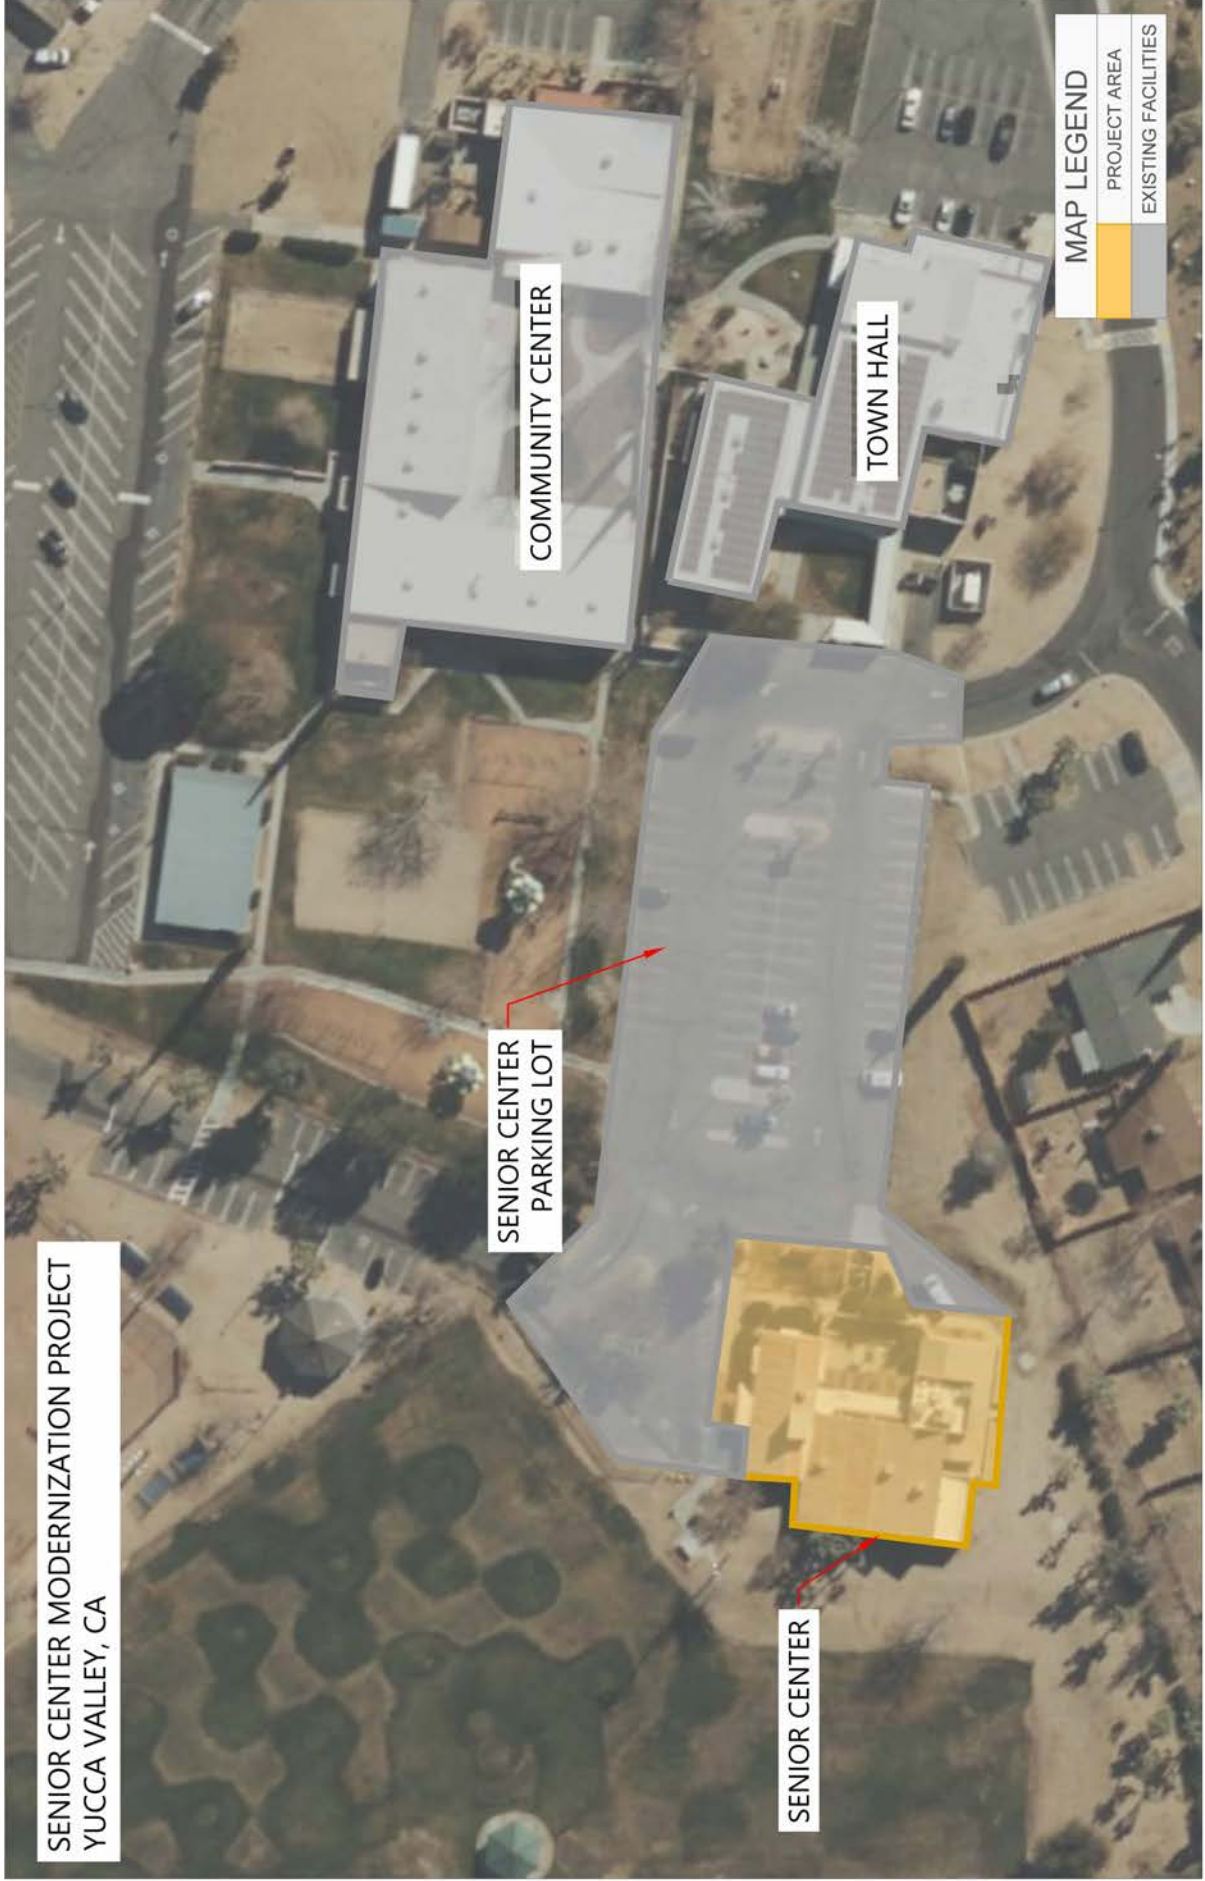 SENIOR CENTER MODERNIZATION PROJECT
YUCCA VALLEY, CA
SENIOR CENTER
PARKING LOT
COMMUNITY CENTER
SENIOR CENTER
TOWN HALL
MAP LEGEND
PROJECT AREA
EXISTING FACILITIES